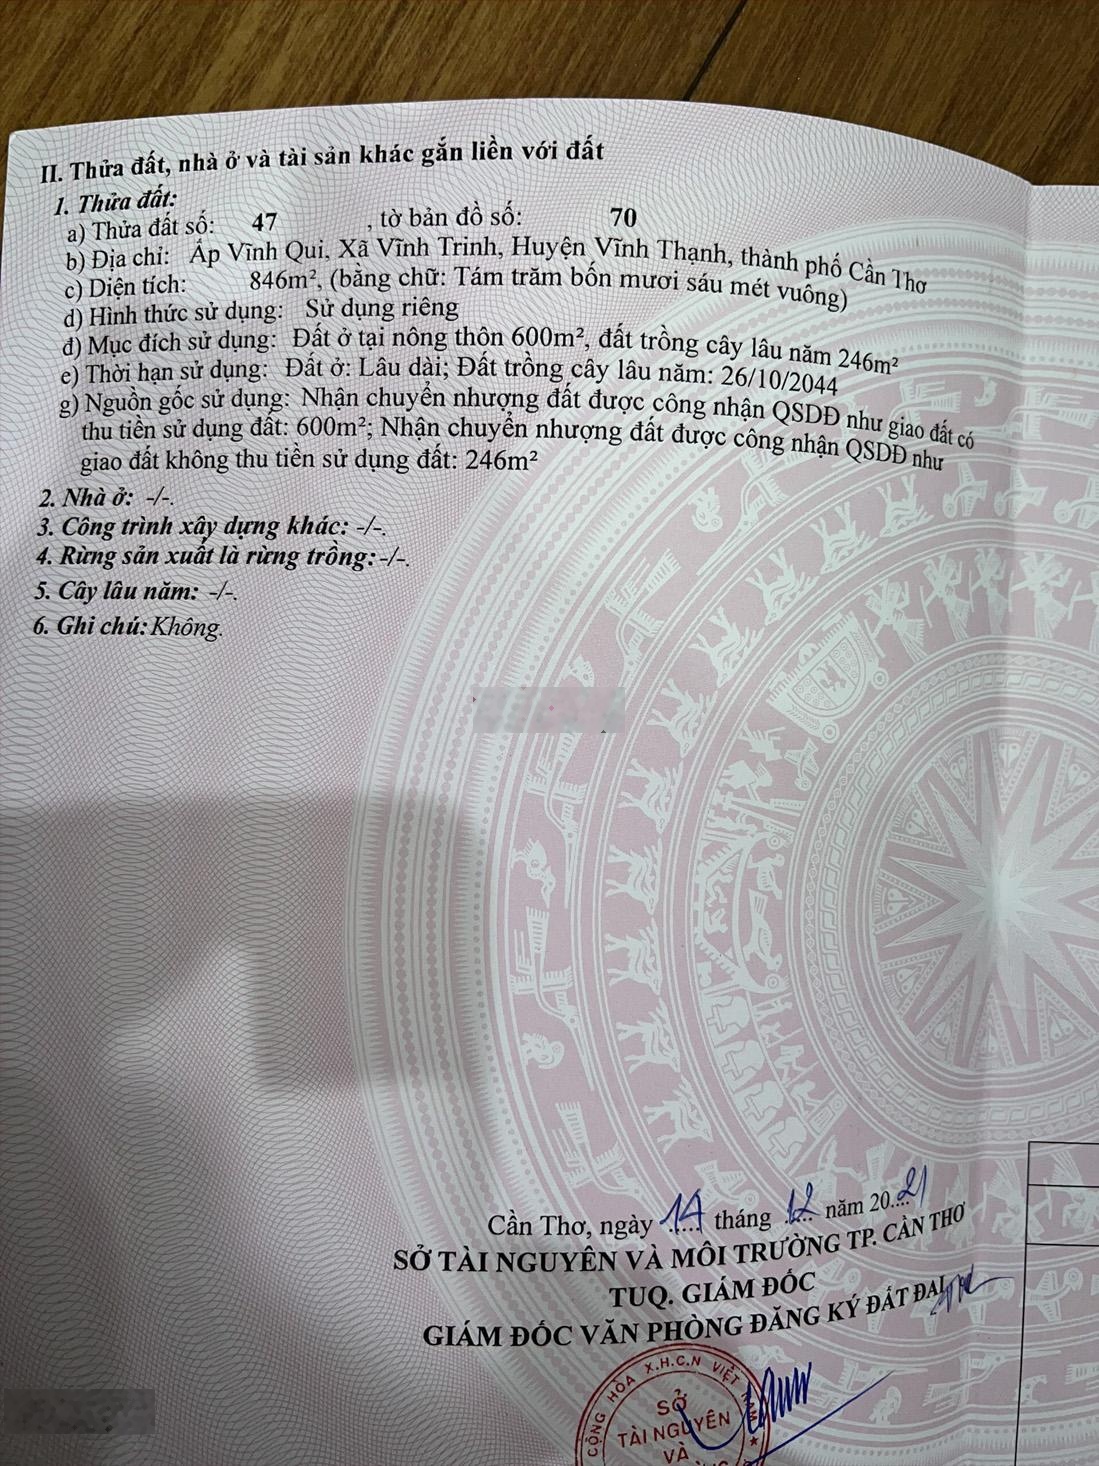 II. Thửa đất, nhà ở và tài sản khác gắn liền với đất
1. Thửa đất:
a) Thửa đất số: 47 , tờ bản đồ số: 70
b) Địa chỉ: Ấp Vĩnh Qui, Xã Vĩnh Trinh, Huyện Vĩnh Thạnh, thành phố Cần Thơ
c) Diện tích: 846m², (bằng chữ: Tám trăm bốn mươi sáu mét vuông)
d) Hình thức sử dụng: Sử dụng riêng
đ) Mục đích sử dụng: Đất ở tại nông thôn 600m², đất trồng cây lâu năm 246m²
e) Thời hạn sử dụng: Đất ở: Lâu dài; Đất trồng cây lâu năm: 26/10/2044
g) Nguồn gốc sử dụng: Nhận chuyển nhượng đất được công nhận QSDĐ như giao đất có
thu tiền sử dụng đất: 600m²; Nhận chuyển nhượng đất được công nhận QSDĐ như
giao đất không thu tiền sử dụng đất: 246m²
2. Nhà ở: -/-.
3. Công trình xây dựng khác: -/-.
4. Rừng sản xuất là rừng trồng: -/-.
5. Cây lâu năm: -/-.
6. Ghi chú: Không.
Cần Thơ, ngày 14 tháng 12 năm 2021
SỞ TÀI NGUYÊN VÀ MÔI TRƯỜNG TP. CẦN THƠ
TUQ. GIÁM ĐỐC
GIÁM ĐỐC VĂN PHÒNG ĐĂNG KÝ ĐẤT ĐAI
CỘNG HÒA X.H.C.N VIỆT NAM
SỞ
TÀI NGUYÊN
VÀ